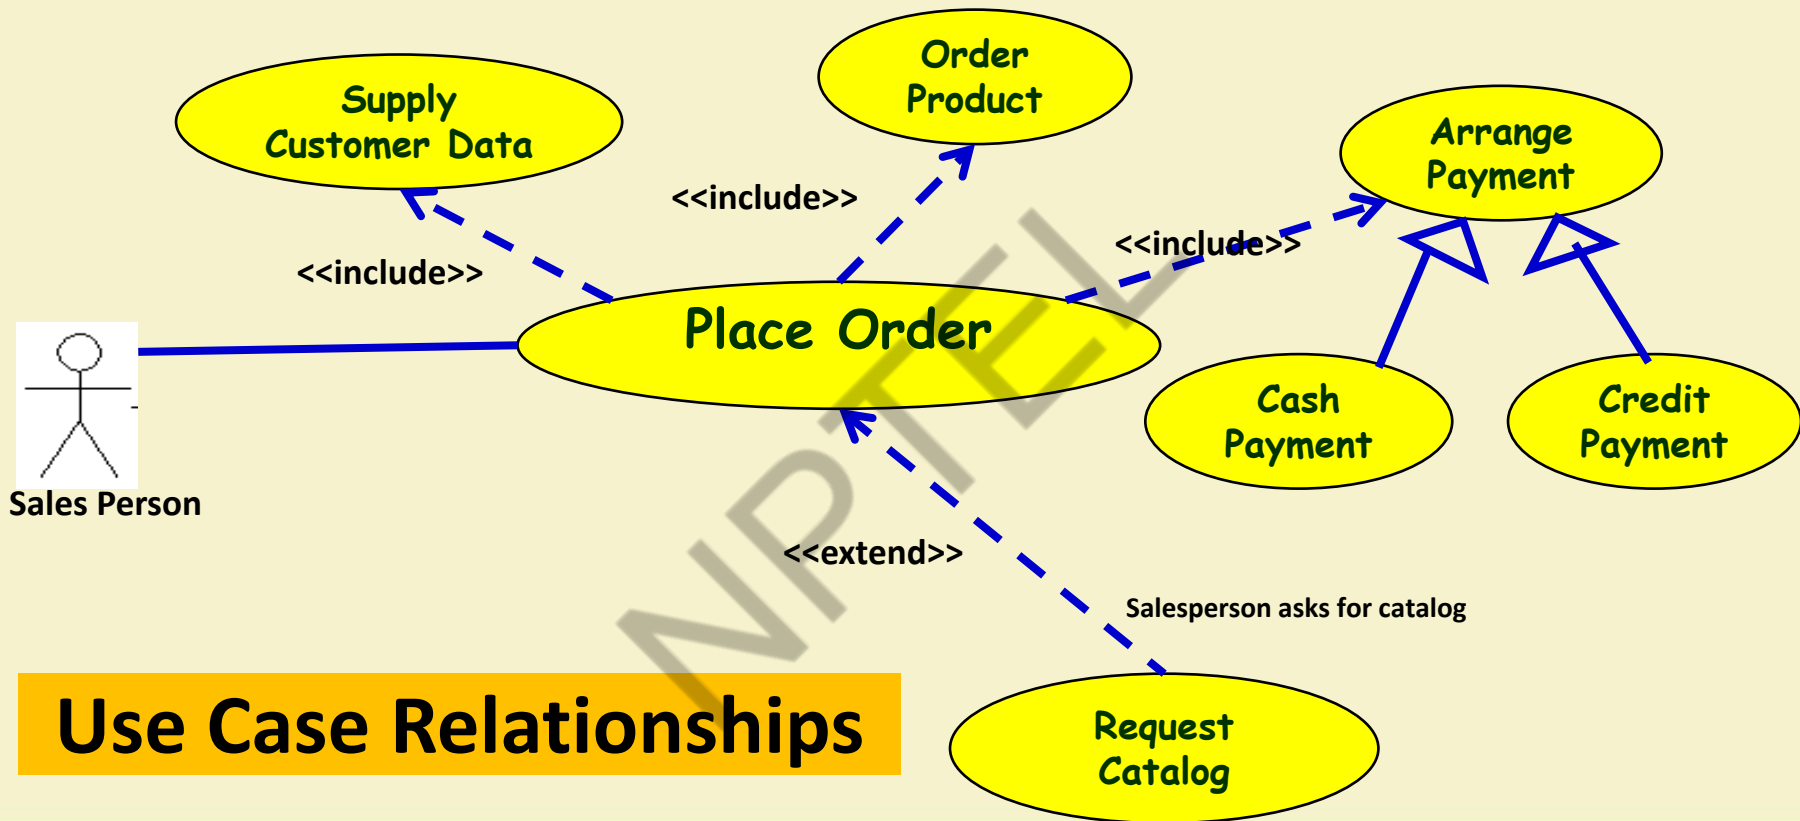 Order
Product
Supply
Customer Data
Arrange
Payment
<<include>>
<<include>>
<<include>>
Place Order
Cash
Payment
Credit
Payment
Sales Person
<<extend>>
Salesperson asks for catalog
Use Case Relationships
Request
Catalog
NPTEL